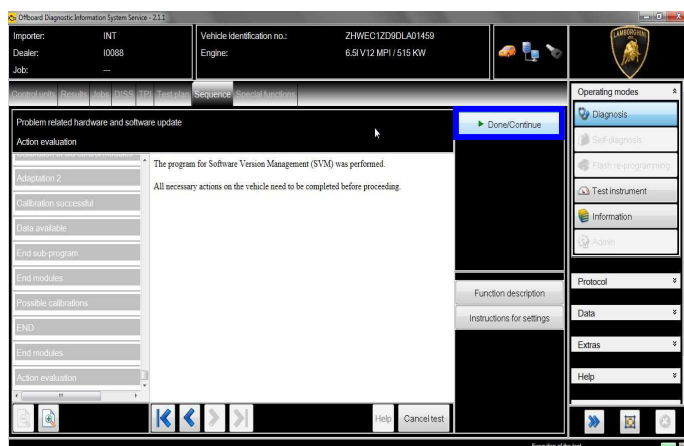 Offboard Diagnostic Information System Service - 2.1.1
Importer: INT
Dealer: I0088
Job: ---
Vehicle identification no.: ZHWEC1ZD9DLA01459
Engine: 6.5l V12 MPI / 515 KW
LAMBORGHINI
Control units Results Jobs DISS TPI Test plan Sequence Special functions
Problem related hardware and software update
Action evaluation
Done/Continue
Adaptation 2
Calibration successful
Data available
End sub-program
End modules
Possible calibrations
END
End modules
Action evaluation
The program for Software Version Management (SVM) was performed.
All necessary actions on the vehicle need to be completed before proceeding.
Function description
Instructions for settings
Help
Cancel test
Operating modes
Diagnosis
Self-diagnosis
Flash re-programming
Test instrument
Information
Admin
Protocol
Data
Extras
Help